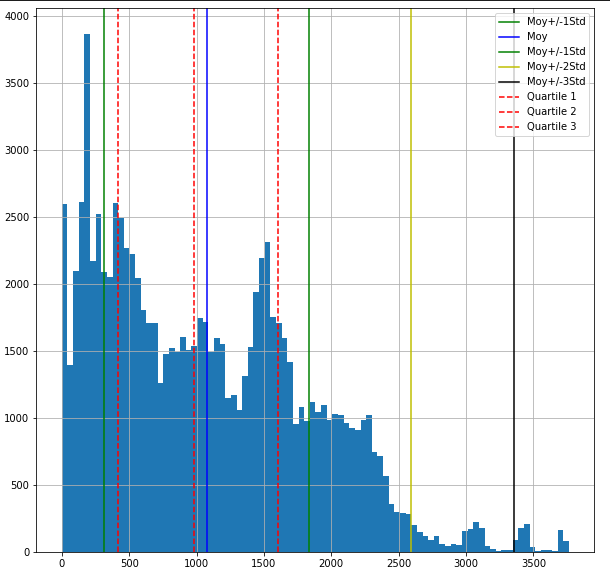 4000
3500
3000
2500
2000
1500
1000
500
0
0 500 1000 1500 2000 2500 3000 3500
Moy+/-1Std
Moy
Moy+/-1Std
Moy+/-2Std
Moy+/-3Std
Quartile 1
Quartile 2
Quartile 3